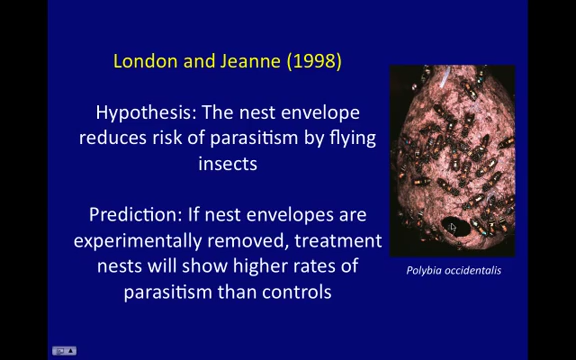 London and Jeanne (1998)
Hypothesis: The nest envelope
reduces risk of parasitism by flying
insects
Prediction: If nest envelopes are
experimentally removed, treatment
nests will show higher rates of
parasitism than controls
Polybia occidentalis